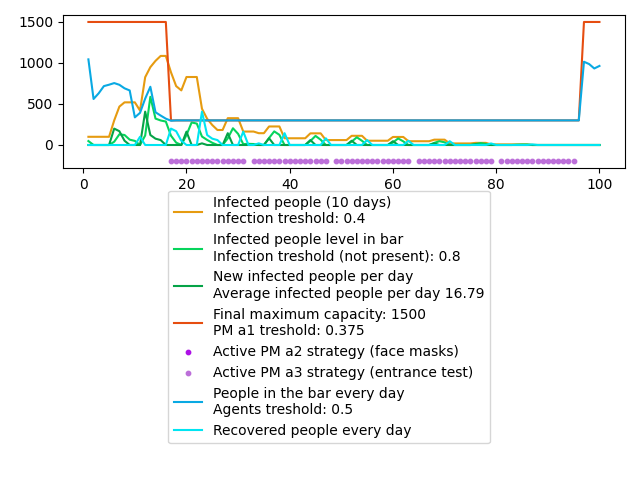 1500
1000
500
0
0 20 40 60 80 100
Infected people (10 days)
Infection treshold: 0.4
Infected people level in bar
Infection treshold (not present): 0.8
New infected people per day
Average infected people per day 16.79
Final maximum capacity: 1500
PM a1 treshold: 0.375
Active PM a2 strategy (face masks)
Active PM a3 strategy (entrance test)
People in the bar every day
Agents treshold: 0.5
Recovered people every day